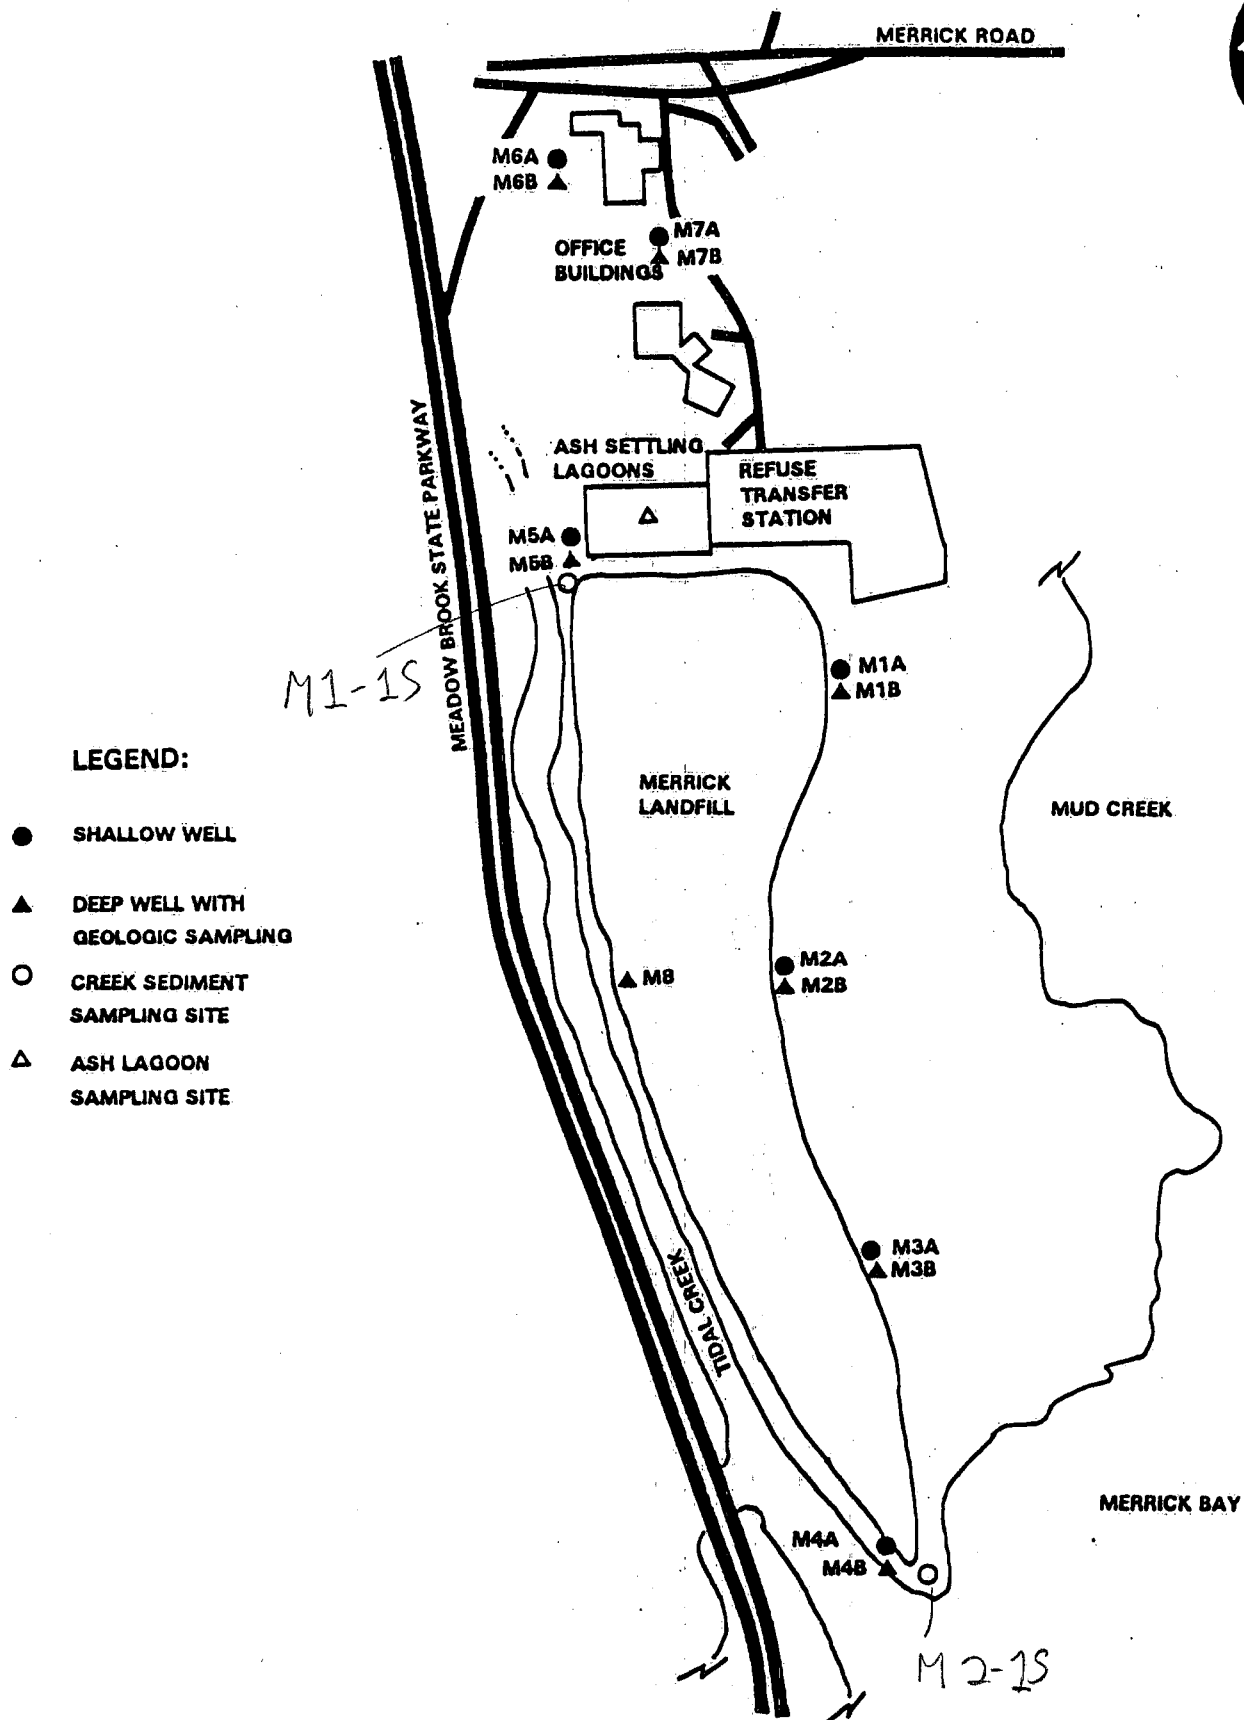 MERRICK ROAD
M6A
M6B
M7A
M7B
OFFICE
BUILDINGS
MEADOW BROOK STATE PARKWAY
ASH SETTLING
LAGOONS
REFUSE
TRANSFER
STATION
M5A
M5B
M1-1S
M1A
M1B
LEGEND:
SHALLOW WELL
DEEP WELL WITH
GEOLOGIC SAMPLING
CREEK SEDIMENT
SAMPLING SITE
ASH LAGOON
SAMPLING SITE
MERRICK
LANDFILL
MUD CREEK
M8
M2A
M2B
M3A
M3B
TIDAL CREEK
MERRICK BAY
M4A
M4B
M2-1S